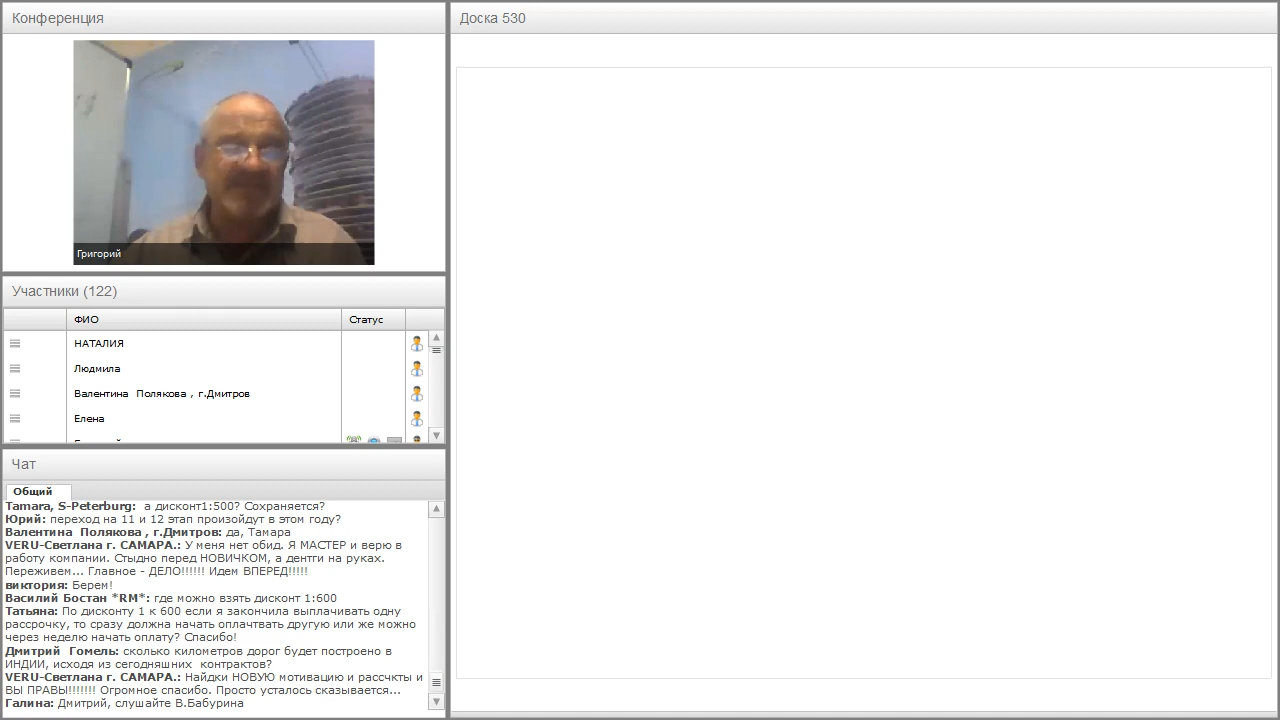 Конференция
Григорий
Участники (122)
ФИО
Статус
НАТАЛИЯ
Людмила
Валентина Полякова , г.Дмитров
Елена
Чат
Общий
Tamara, S-Peterburg: а дисконт1:500? Сохраняется?
Юрий: переход на 11 и 12 этап произойдут в этом году?
Валентина Полякова , г.Дмитров: да, Тамара
VERU-Светлана г. САМАРА.: У меня нет обид. Я МАСТЕР и верю в
работу компании. Стыдно перед НОВИЧКОМ, а дентги на руках.
Переживем... Главное - ДЕЛО!!!!!! Идем ВПЕРЕД!!!!!
виктория: Берем!
Василий Бостан *RM*: где можно взять дисконт 1:600
Татьяна: По дисконту 1 к 600 если я закончила выплачивать одну
рассрочку, то сразу должна начать оплачтвать другую или же можно
через неделю начать оплату? Спасибо!
Дмитрий Гомель: сколько километров дорог будет построено в
ИНДИИ, исходя из сегодняшних контрактов?
VERU-Светлана г. САМАРА.: Найдки НОВУЮ мотивацию и рассчкты и
ВЫ ПРАВЫ!!!!!!! Огромное спасибо. Просто усталось сказывается...
Галина: Дмитрий, слушайте В.Бабурина
Доска 530